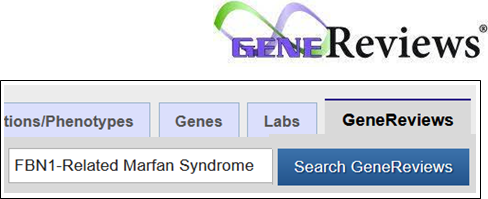 GENEReviews®
tions/Phenotypes Genes Labs GeneReviews
FBN1-Related Marfan Syndrome Search GeneReviews